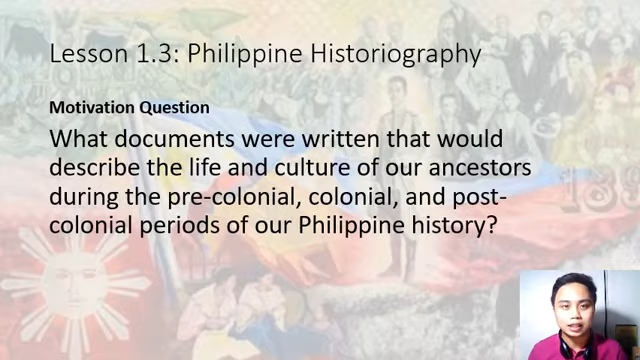 Lesson 1.3: Philippine Historiography
Motivation Question
What documents were written that would
describe the life and culture of our ancestors
during the pre-colonial, colonial, and post-
colonial periods of our Philippine history?